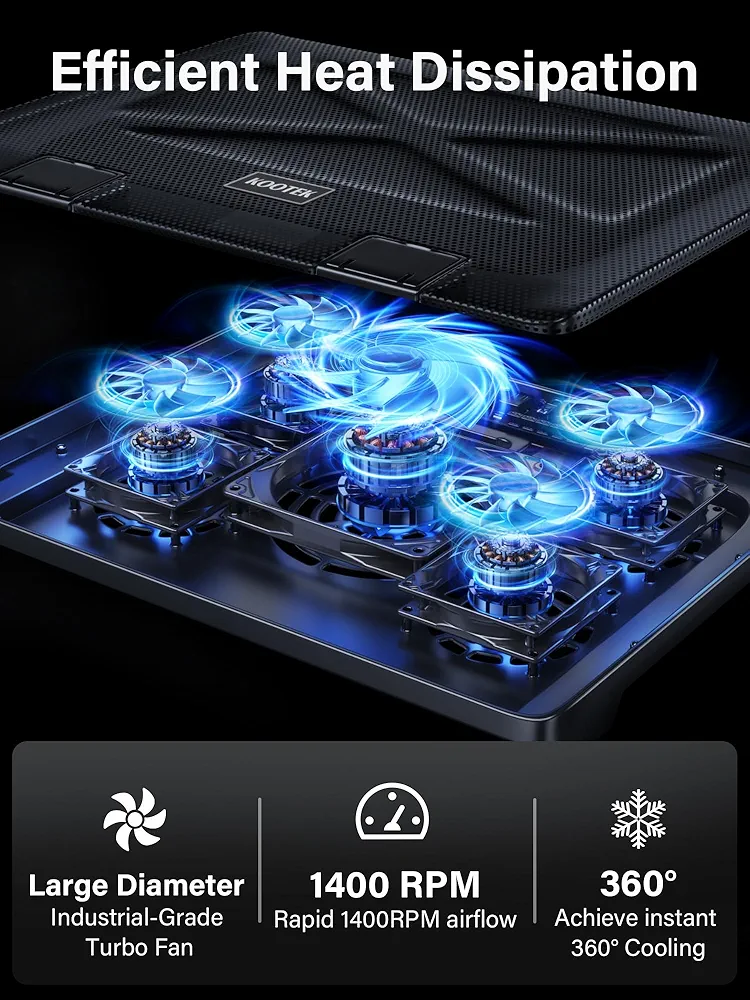 Efficient Heat Dissipation
KOOTEK
Large Diameter
Industrial-Grade
Turbo Fan
1400 RPM
Rapid 1400RPM airflow
360°
Achieve instant
360° Cooling